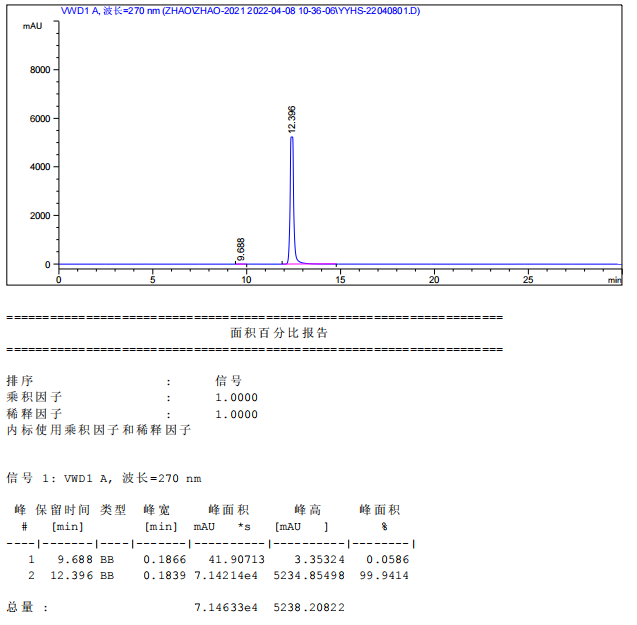 VWD1 A, 波长=270 nm (ZHAO\ZHAO-2021 2022-04-08 10-36-06\YYHS-22040801.D)
mAU
8000
6000
4000
2000
0
12.396
9.688
0 5 10 15 20 25 min
=====================================================================
面积百分比报告
=====================================================================
排序 : 信号
乘积因子 : 1.0000
稀释因子 : 1.0000
内标使用乘积因子和稀释因子
信号 1: VWD1 A, 波长=270 nm
峰 保留时间 类型 峰宽 峰面积 峰高 峰面积
# [min] [min] mAU *s [mAU ] %
----|-------|----|-------|----------|----------|--------|
1 9.688 BB 0.1866 41.90713 3.35324 0.0586
2 12.396 BB 0.1839 7.14214e4 5234.85498 99.9414
总量 : 7.14633e4 5238.20822